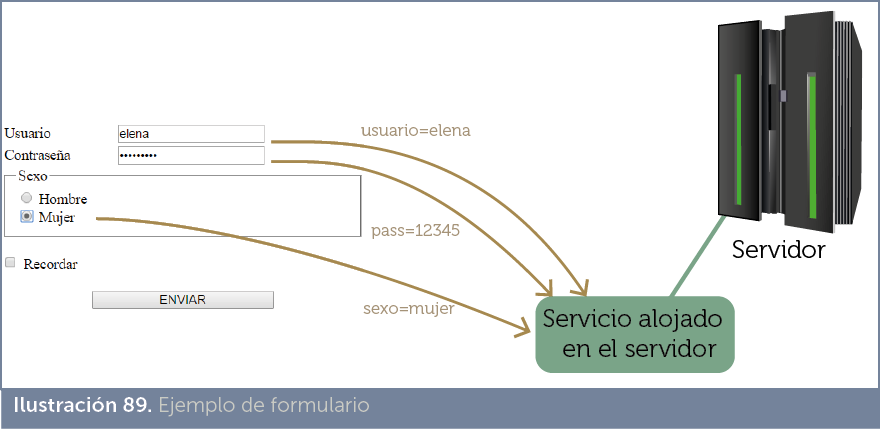 Usuario
elena
usuario=elena
Contraseña
•••••••••
Sexo
Hombre
Mujer
pass=12345
Recordar
ENVIAR
sexo=mujer
Servidor
Servicio alojado
en el servidor
Ilustración 89. Ejemplo de formulario